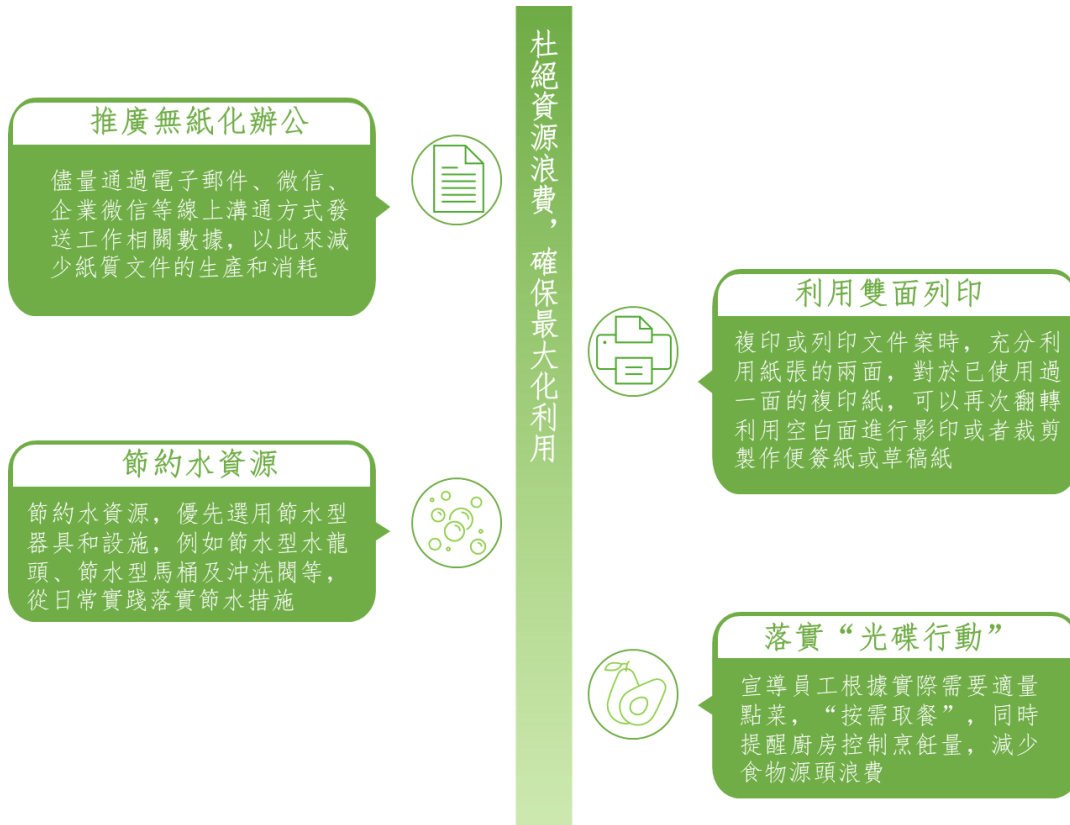 杜絕資源浪費，確保最大化利用
推廣無紙化辦公
儘量通過電子郵件、微信、
企業微信等線上溝通方式發
送工作相關數據，以此來減
少紙質文件的生產和消耗
利用雙面列印
複印或列印文件案時，充分利
用紙張的兩面，對於已使用過
一面的複印紙，可以再次翻轉
利用空白面進行影印或者裁剪
製作便簽紙或草稿紙
節約水資源
節約水資源，優先選用節水型
器具和設施，例如節水型水龍
頭、節水型馬桶及沖洗閥等，
從日常實踐落實節水措施
落實“光碟行動”
宣導員工根據實際需要適量
點菜，“按需取餐”，同時
提醒廚房控制烹飪量，減少
食物源頭浪費